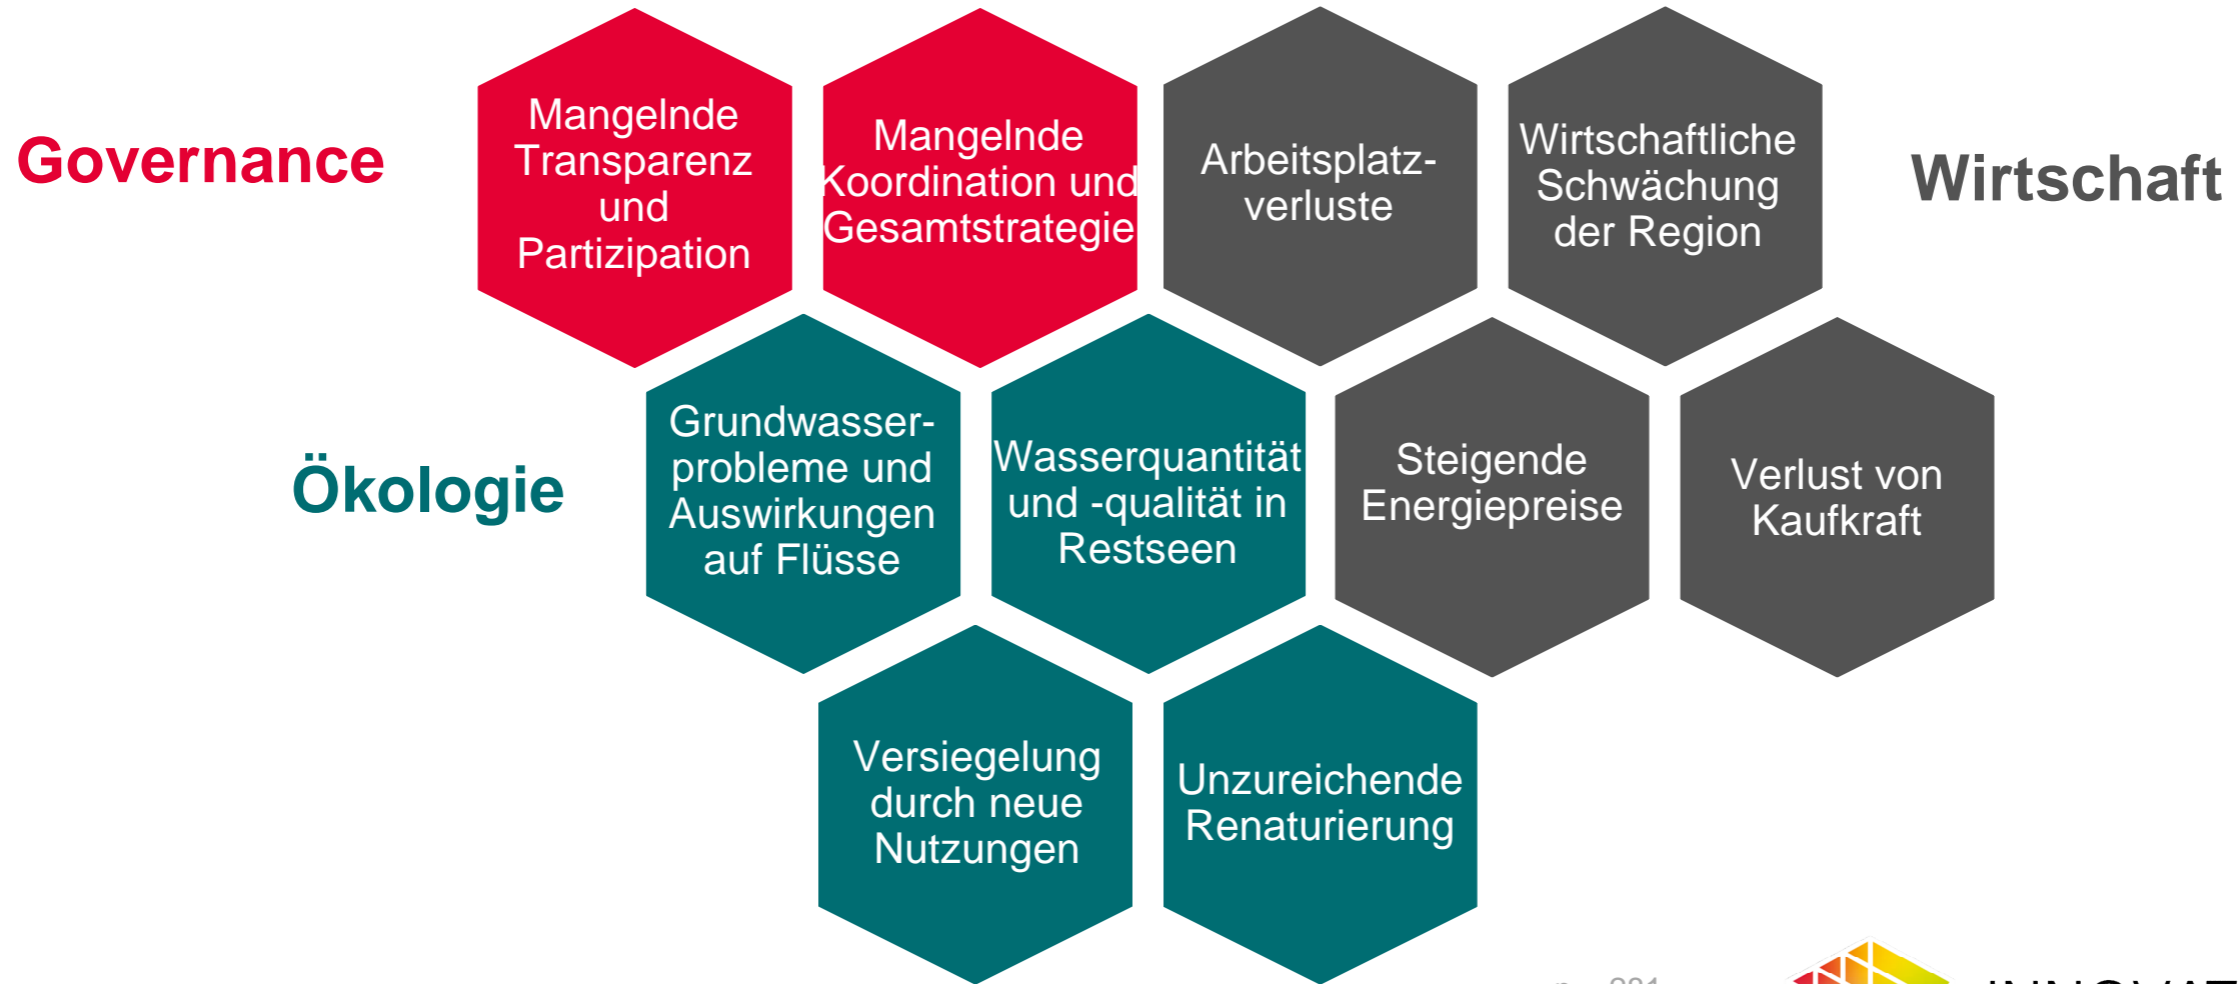 Governance
Mangelnde
Transparenz
und
Partizipation
Mangelnde
Koordination und
Gesamtstrategie
Arbeitsplatz-
verluste
Wirtschaftliche
Schwächung
der Region
Wirtschaft
Ökologie
Grundwasser-
probleme und
Auswirkungen
auf Flüsse
Wasserquantität
und -qualität in
Restseen
Steigende
Energiepreise
Verlust von
Kaufkraft
Versiegelung
durch neue
Nutzungen
Unzureichende
Renaturierung